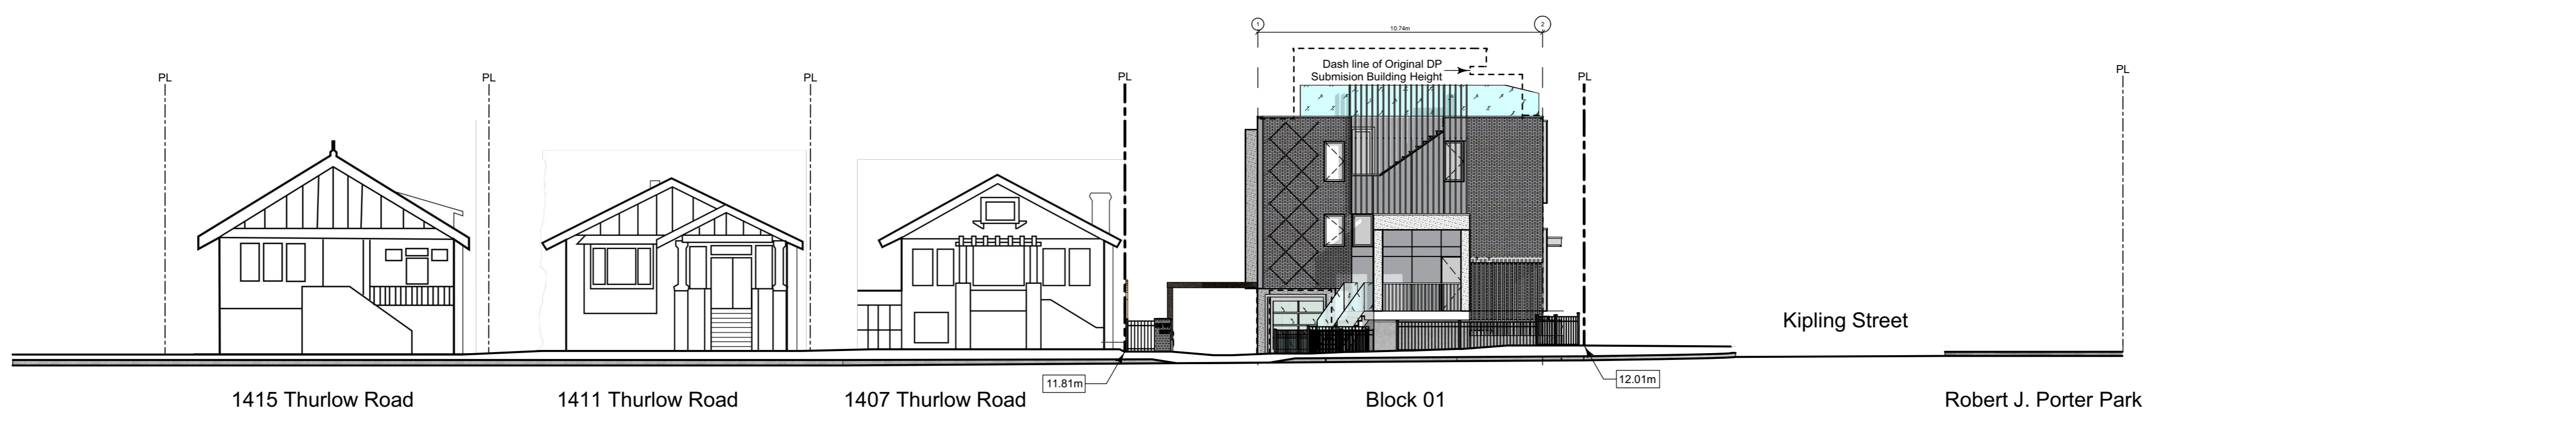 1
2
10.74m
Dash line of Original DP
Submision Building Height
PL
PL
PL
PL
PL
PL
Kipling Street
11.81m
12.01m
1415 Thurlow Road
1411 Thurlow Road
1407 Thurlow Road
Block 01
Robert J. Porter Park